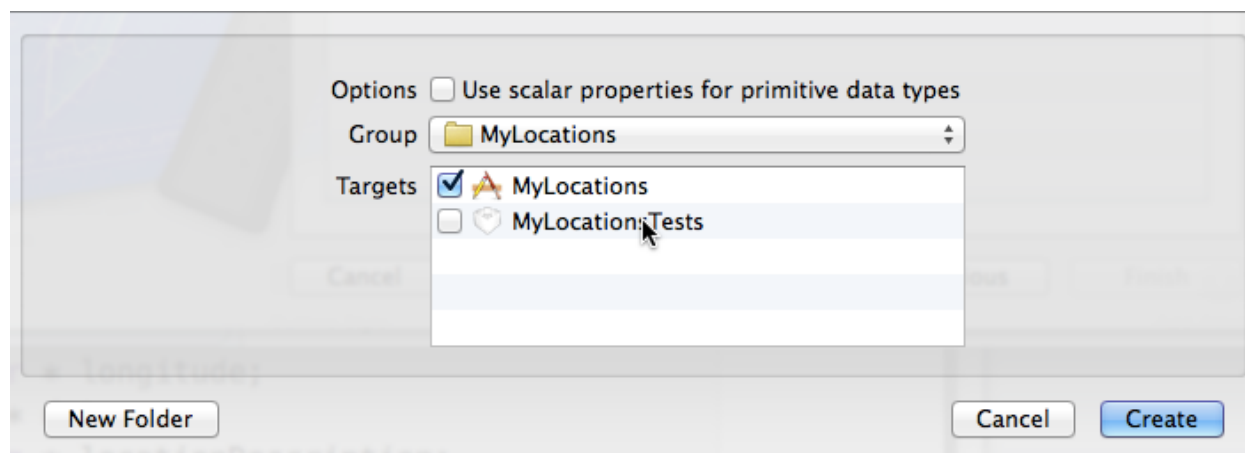 Options Use scalar properties for primitive data types
Group MyLocations
Targets MyLocations
MyLocationsTests
Cancel
longitude;
New Folder Cancel Create